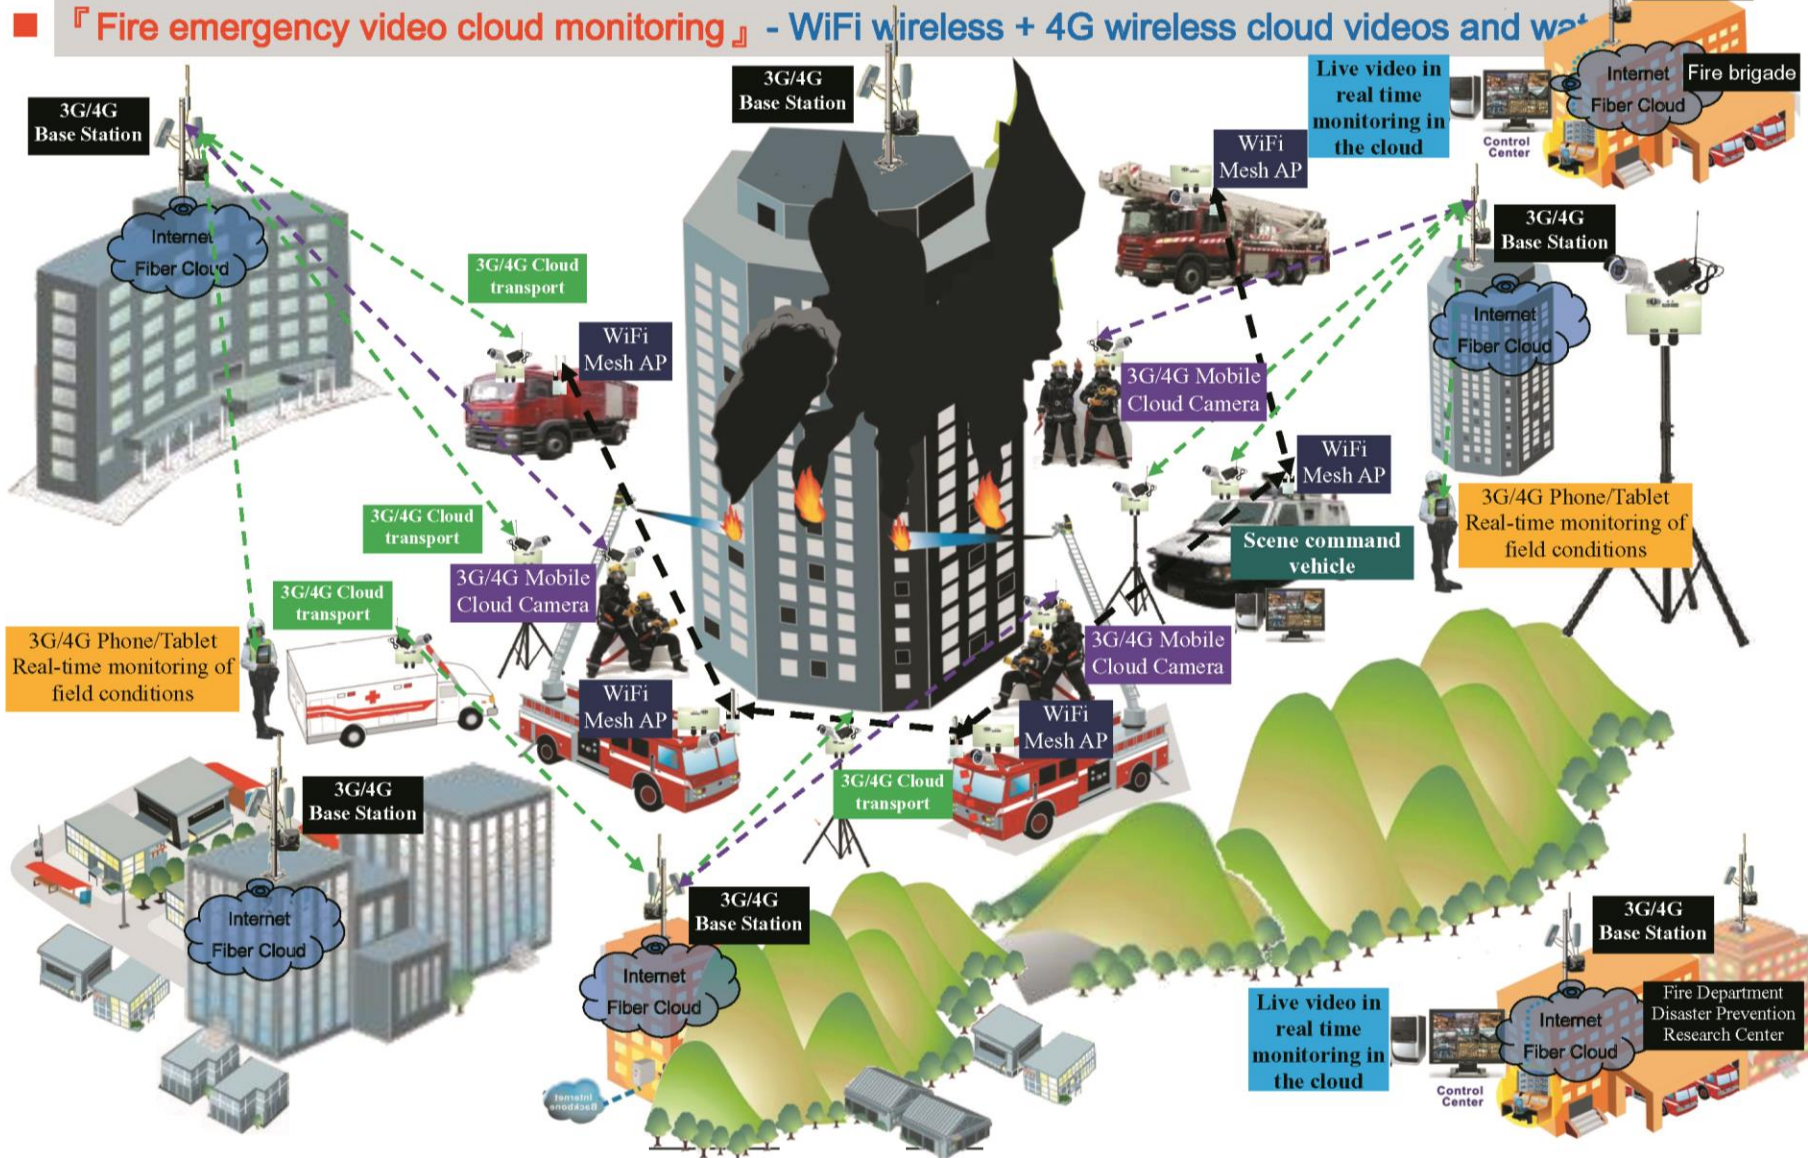 『Fire emergency video cloud monitoring』 - WiFi wireless + 4G wireless cloud videos and
3G/4G
Base Station
Internet
Fiber Cloud
3G/4G
Base Station
Live video in
real time
monitoring in
the cloud
Control
Center
Internet
Fiber Cloud
Fire brigade
WiFi
Mesh AP
3G/4G
Base Station
Internet
Fiber Cloud
3G/4G Cloud
transport
WiFi
Mesh AP
3G/4G Mobile
Cloud Camera
WiFi
Mesh AP
3G/4G Phone/Tablet
Real-time monitoring of
field conditions
Scene command
vehicle
3G/4G Cloud
transport
3G/4G Mobile
Cloud Camera
3G/4G Cloud
transport
3G/4G Phone/Tablet
Real-time monitoring of
field conditions
3G/4G Mobile
Cloud Camera
WiFi
Mesh AP
WiFi
Mesh AP
3G/4G Cloud
transport
3G/4G
Base Station
Internet
Fiber Cloud
3G/4G
Base Station
Internet
Fiber Cloud
Internet
Backbone
3G/4G
Base Station
Live video in
real time
monitoring in
the cloud
Control
Center
Internet
Fiber Cloud
Fire Department
Disaster Prevention
Research Center